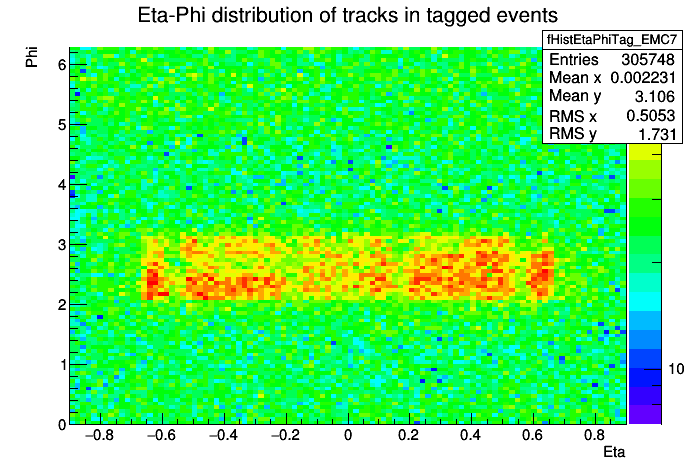 Eta-Phi distribution of tracks in tagged events
fHistEtaPhiTag_EMC7
Entries 305748
Mean x 0.002231
Mean y 3.106
RMS x 0.5053
RMS y 1.731
Phi
6
5
4
3
2
1
0
10
−0.8 −0.6 −0.4 −0.2 0 0.2 0.4 0.6 0.8
Eta